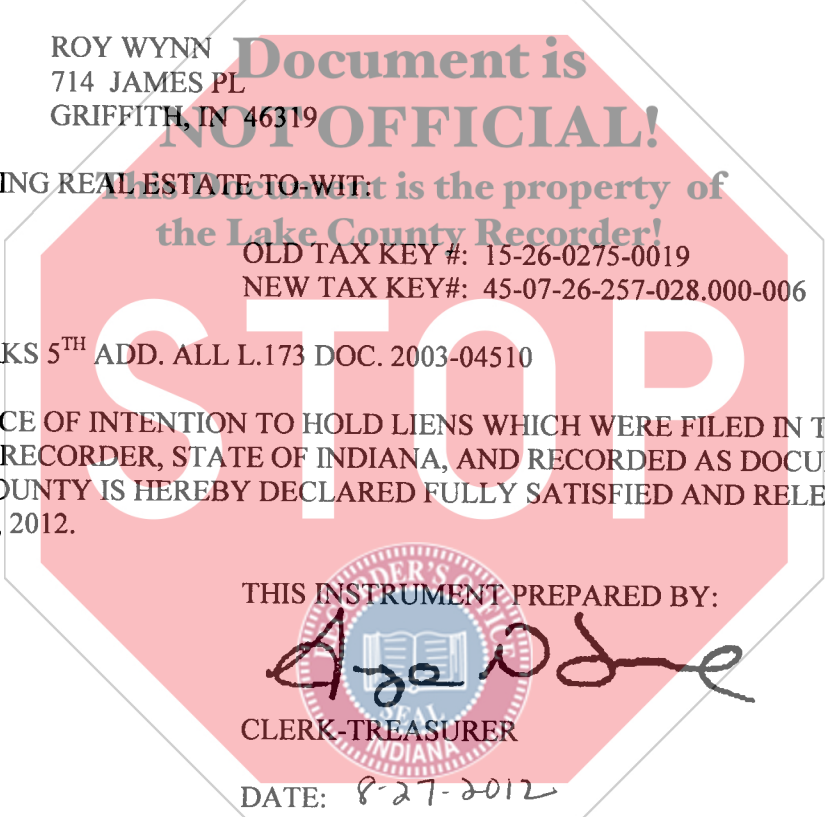 ROY WYNN
714 JAMES PL
GRIFFITH, IN 46319
Document is
NOT OFFICIAL!
This Document is the property of
the Lake County Recorder!
ING REAL ESTATE TO-WIT:
OLD TAX KEY #: 15-26-0275-0019
NEW TAX KEY#: 45-07-26-257-028.000-006
STOP
KS 5TH ADD. ALL L.173 DOC. 2003-04510
CE OF INTENTION TO HOLD LIENS WHICH WERE FILED IN T
RECORDER, STATE OF INDIANA, AND RECORDED AS DOCU
OUNTY IS HEREBY DECLARED FULLY SATISFIED AND RELE
, 2012.
THIS INSTRUMENT PREPARED BY:
RECORDER'S OFFICE
SEAL
INDIANA
CLERK-TREASURER
DATE: 8-27-2012